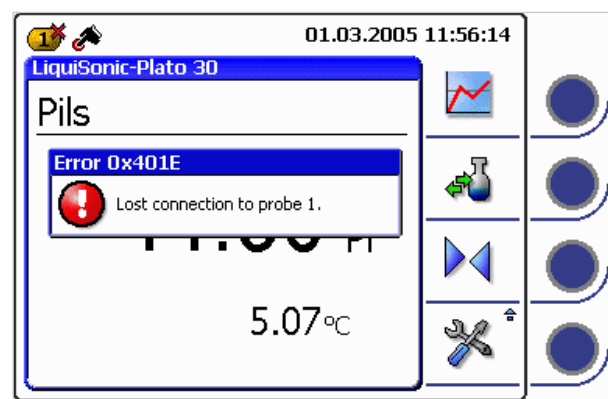 1
01.03.2005 11:56:14
LiquiSonic-Plato 30
Pils
Error 0x401E
Lost connection to probe 1.
5.07 °C